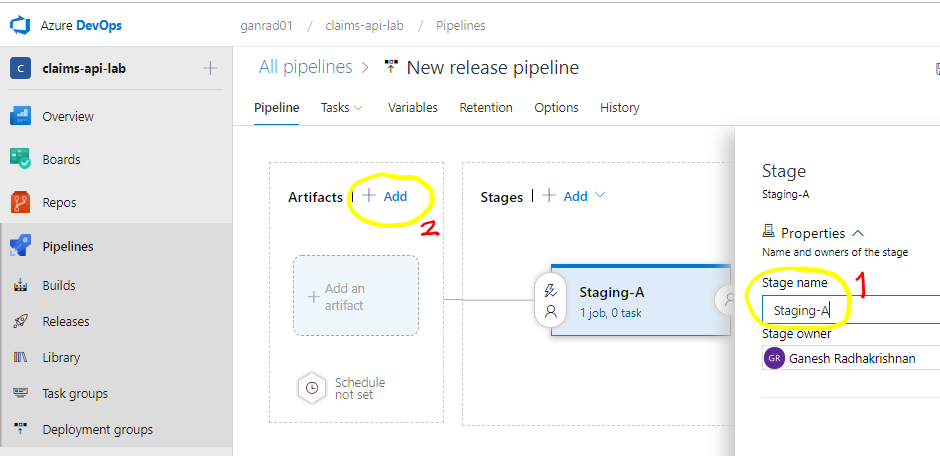 Azure DevOps
ganrad01 / claims-api-lab / Pipelines
C claims-api-lab
Overview
Boards
Repos
Pipelines
Builds
Releases
Library
Task groups
Deployment groups
All pipelines > New release pipeline
Pipeline Tasks Variables Retention Options History
Artifacts | + Add
2
Add an
artifact
Schedule
not set
Stages | + Add
Staging-A
1 job, 0 task
Stage
Staging-A
Properties
Name and owners of the stage
Stage name
1
Staging-A
Stage owner
GR Ganesh Radhakrishnan